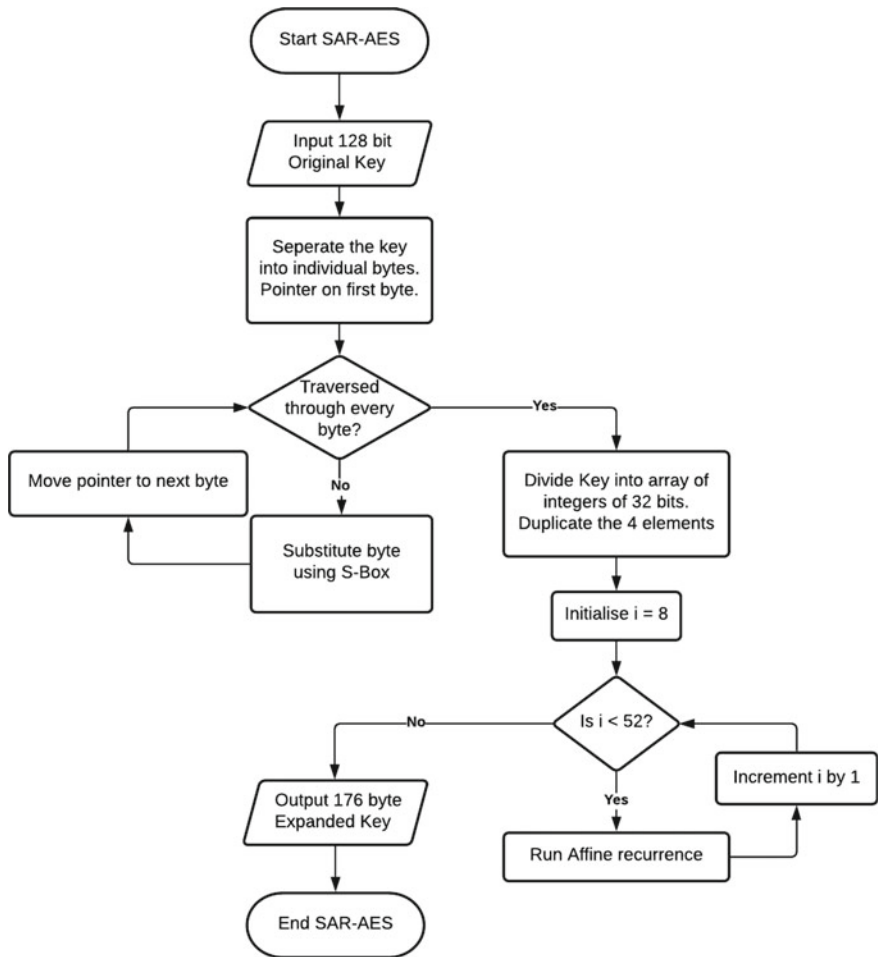 Start SAR-AES
Input 128 bit
Original Key
Seperate the key
into individual bytes.
Pointer on first byte.
Traversed
through every
byte?
Yes
No
Move pointer to next byte
Substitute byte
using S-Box
Divide Key into array of
integers of 32 bits.
Duplicate the 4 elements
Initialise i = 8
Is i < 52?
No
Yes
Increment i by 1
Run Affine recurrence
Output 176 byte
Expanded Key
End SAR-AES